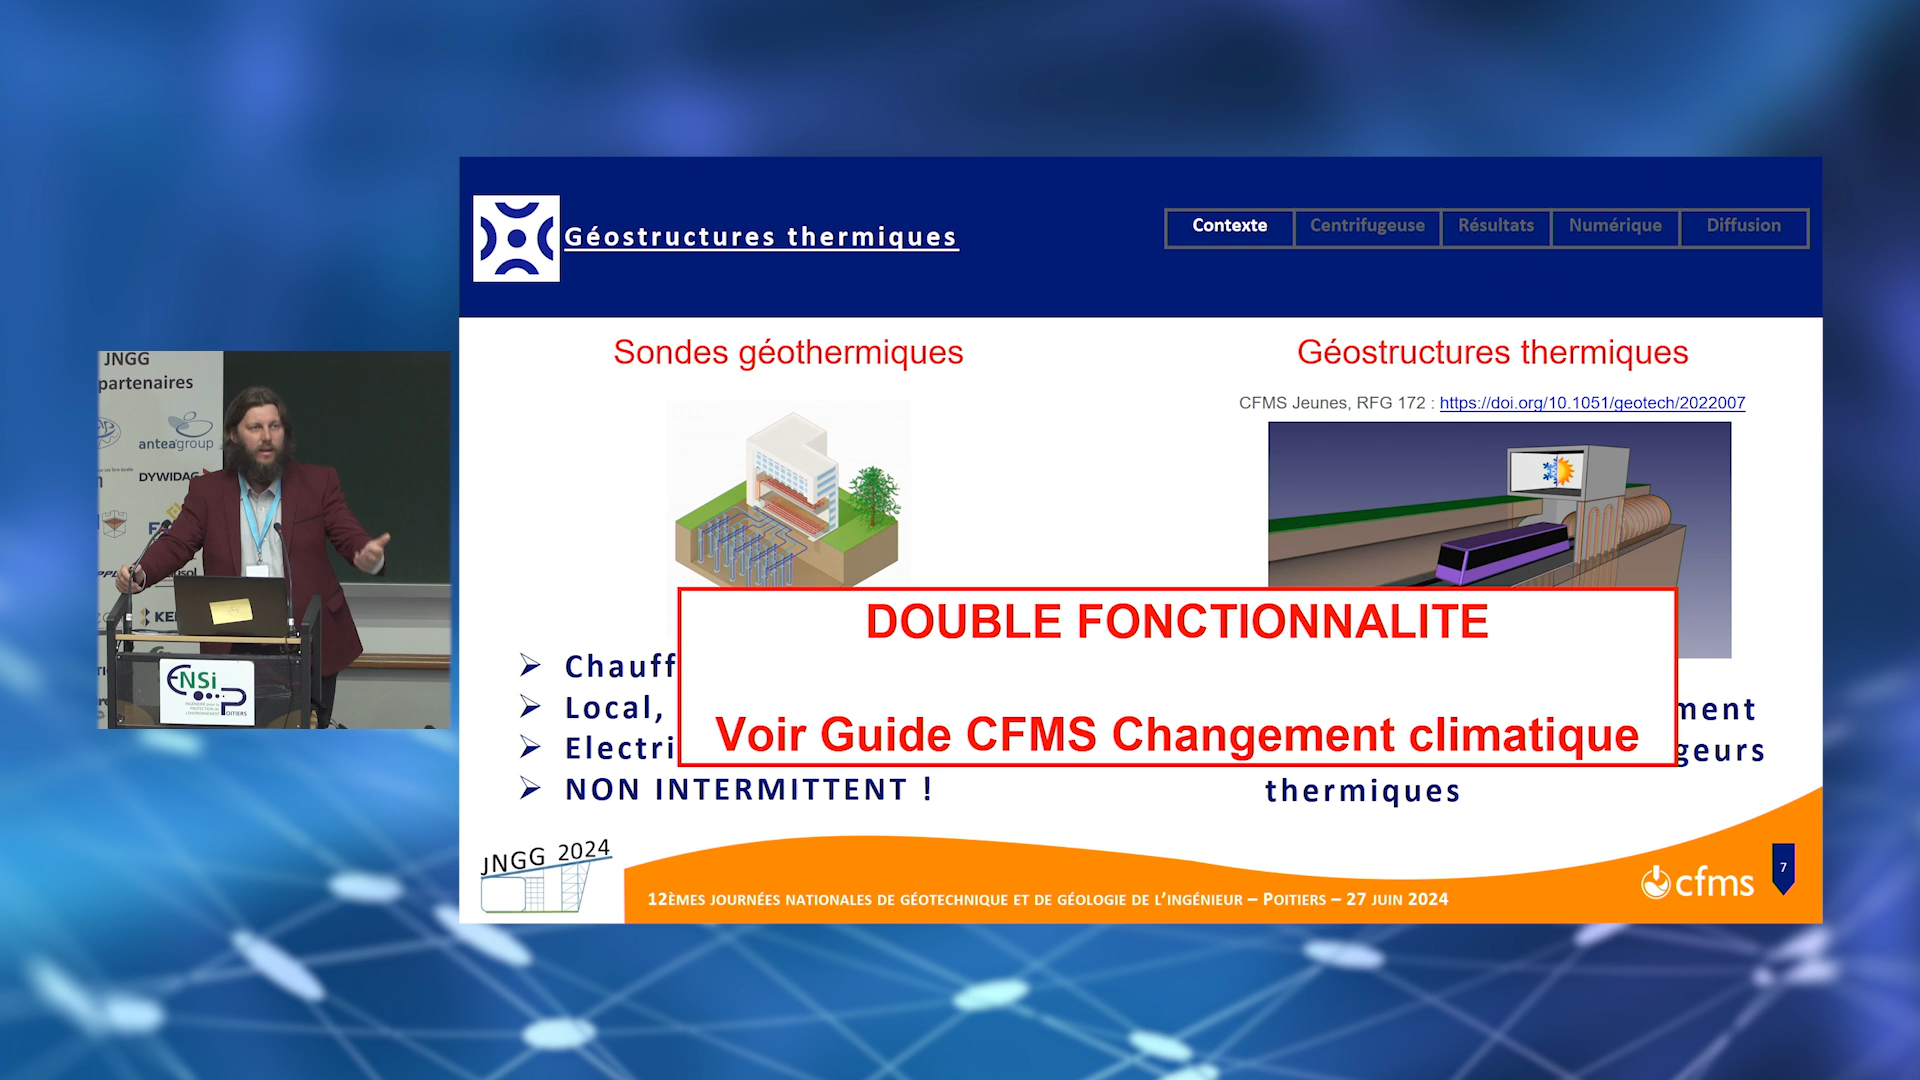 JNGG
partenaires
anteagroup
DYWIDAG
ENSi
POITIERS
Géostructures thermiques
Contexte
Centrifugeuse
Résultats
Numérique
Diffusion
Sondes géothermiques
Géostructures thermiques
CFMS Jeunes, RFG 172 : https://doi.org/10.1051/geotech/2022007
DOUBLE FONCTIONNALITE
Voir Guide CFMS Changement climatique
Chauff
Local,
Electri
NON INTERMITTENT !
ment
geurs
thermiques
JNGG 2024
12ÈMES JOURNÉES NATIONALES DE GÉOTECHNIQUE ET DE GÉOLOGIE DE L'INGÉNIEUR – POITIERS – 27 JUIN 2024
cfms
7